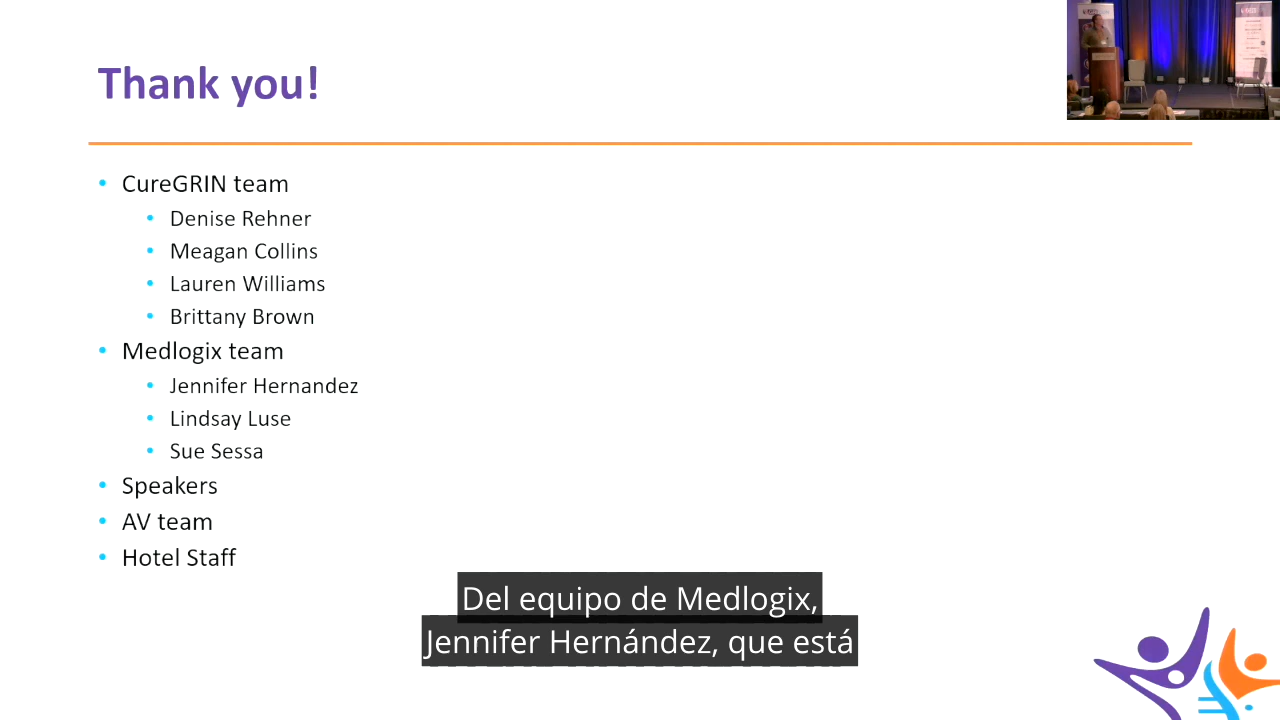 Thank you!
CureGRIN team
Denise Rehner
Meagan Collins
Lauren Williams
Brittany Brown
Medlogix team
Jennifer Hernandez
Lindsay Luse
Sue Sessa
Speakers
AV team
Hotel Staff
Del equipo de Medlogix,
Jennifer Hernández, que está